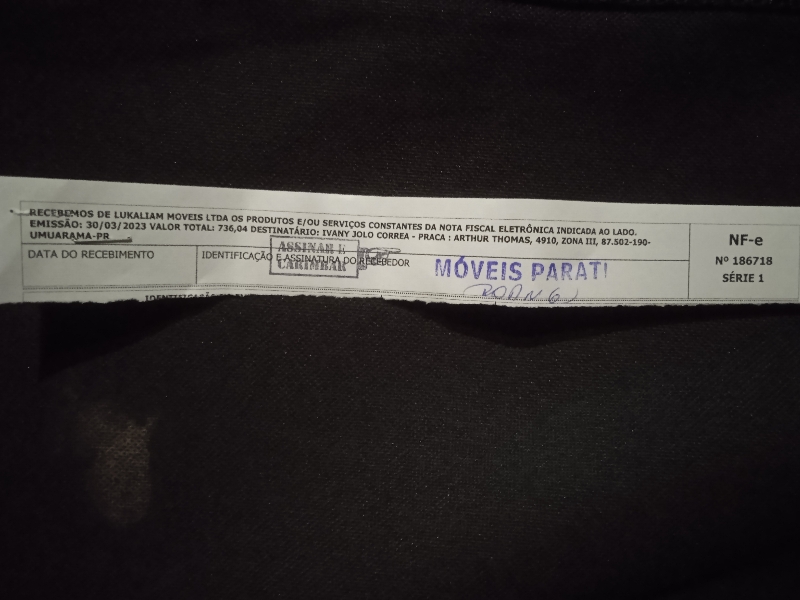 RECEBEMOS DE LUKALIAM MOVEIS LTDA OS PRODUTOS E/OU SERVIÇOS CONSTANTES DA NOTA FISCAL ELETRÔNICA INDICADA AO LADO.
EMISSÃO: 30/03/2023 VALOR TOTAL: 736,04 DESTINATÁRIO: IVANY JOLO CORREA - PRACA : ARTHUR THOMAS, 4910, ZONA III, 87.502-190-
UMUARAMA-PR
NF-e
Nº 186718
SÉRIE 1
DATA DO RECEBIMENTO
IDENTIFICAÇÃO E ASSINATURA DO RECEBEDOR
ASSINAR E
CARIMBAR
MÓVEIS PARATI